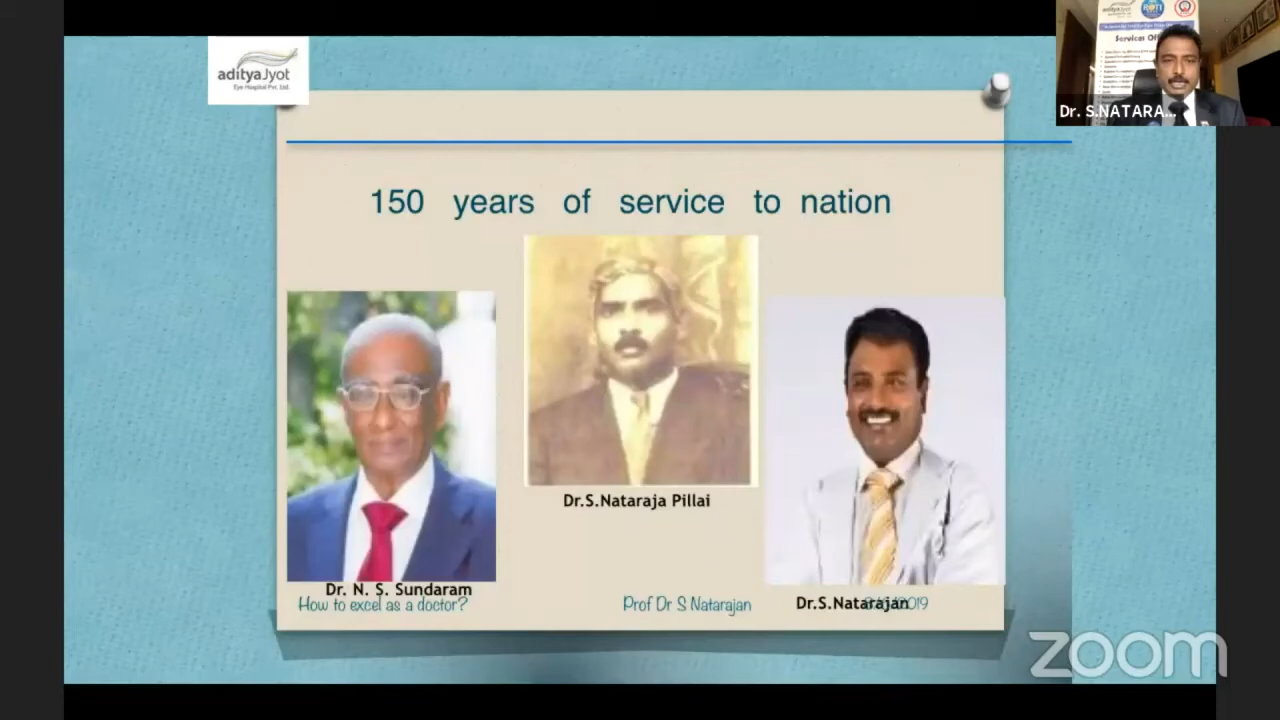 adityaJyot
Eye Hospital Pvt. Ltd.
adityaJyot
Services
Dr. S.NATARA...
150 years of service to nation
Dr.S.Nataraja Pillai
Dr. N. S. Sundaram
Dr.S.Natarajan
How to excel as a doctor?
Prof Dr S Natarajan
zoom